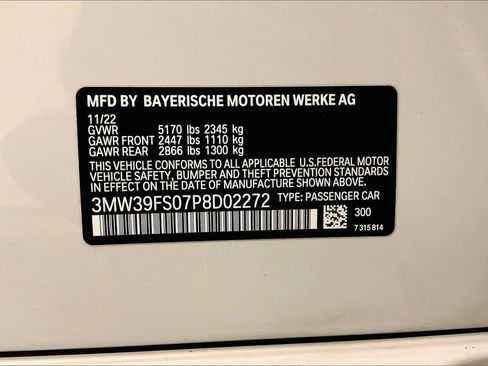 MFD BY BAYERISCHE MOTOREN WERKE AG
11/22
GVWR 5170 lbs 2345 kg
GAWR FRONT 2447 lbs 1110 kg
GAWR REAR 2866 lbs 1300 kg
THIS VEHICLE CONFORMS TO ALL APPLICABLE U.S.FEDERAL MOTOR
VEHICLE SAFETY, BUMPER AND THEFT PREVENTION STANDARDS
IN EFFECT ON THE DATE OF MANUFACTURE SHOWN ABOVE.
3MW39FS07P8D02272 TYPE: PASSENGER CAR
300
7 315 814